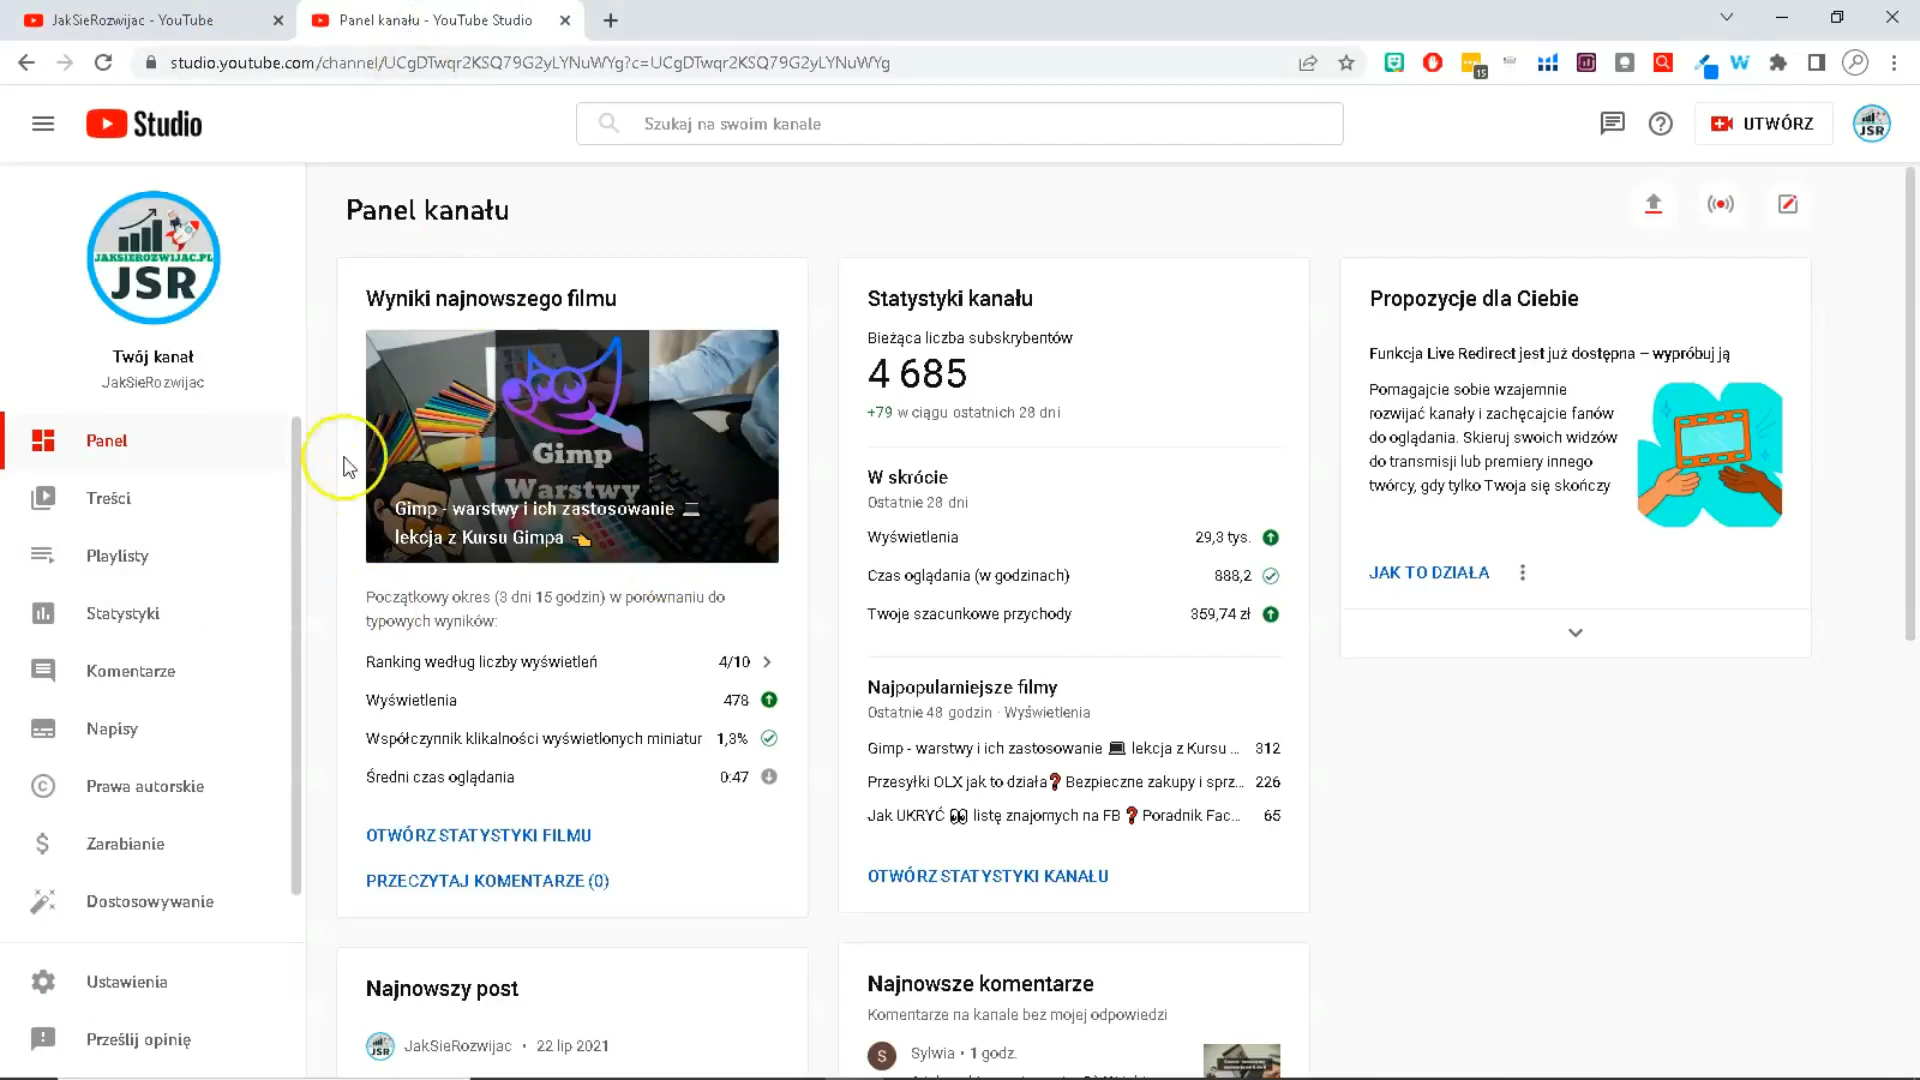 JakSieRozwijac - YouTube
Panel kanału - YouTube Studio
studio.youtube.com/channel/UCgDTwqr2KSQ79G2yLYNuWYg?c=UCgDTwqr2KSQ79G2yLYNuWYg
15
W
Studio
Szukaj na swoim kanale
UTWÓRZ
JSR
JAKSIEROZWIJAC.PL
JSR
Twój kanał
JakSieRozwijac
Panel
Treści
Playlisty
Statystyki
Komentarze
Napisy
Prawa autorskie
Zarabianie
Dostosowywanie
Ustawienia
Prześlij opinię
Panel kanału
Wyniki najnowszego filmu
Gimp
Warstwy
Gimp - warstwy i ich zastosowanie 💻
lekcja z Kursu Gimpa 👈
Początkowy okres (3 dni 15 godzin) w porównaniu do
typowych wyników:
Ranking według liczby wyświetleń 4/10
Wyświetlenia 478
Współczynnik klikalności wyświetlonych miniatur 1,3%
Średni czas oglądania 0:47
OTWÓRZ STATYSTYKI FILMU
PRZECZYTAJ KOMENTARZE (0)
Najnowszy post
JSR JakSieRozwijac • 22 lip 2021
Statystyki kanału
Bieżąca liczba subskrybentów
4 685
+79 w ciągu ostatnich 28 dni
W skrócie
Ostatnie 28 dni
Wyświetlenia 29,3 tys.
Czas oglądania (w godzinach) 888,2
Twoje szacunkowe przychody 359,74 zł
Najpopularniejsze filmy
Ostatnie 48 godzin · Wyświetlenia
Gimp - warstwy i ich zastosowanie 💻 lekcja z Kursu ... 312
Przesyłki OLX jak to działa❓ Bezpieczne zakupy i sprz... 226
Jak UKRYĆ 👀 listę znajomych na FB ❓ Poradnik Fac... 65
OTWÓRZ STATYSTYKI KANAŁU
Najnowsze komentarze
Komentarze na kanale bez mojej odpowiedzi
S Sylwia • 1 godz.
Propozycje dla Ciebie
Funkcja Live Redirect jest już dostępna – wypróbuj ją
Pomagajcie sobie wzajemnie
rozwijać kanały i zachęcajcie fanów
do oglądania. Skieruj swoich widzów
do transmisji lub premiery innego
twórcy, gdy tylko Twoja się skończy
JAK TO DZIAŁA